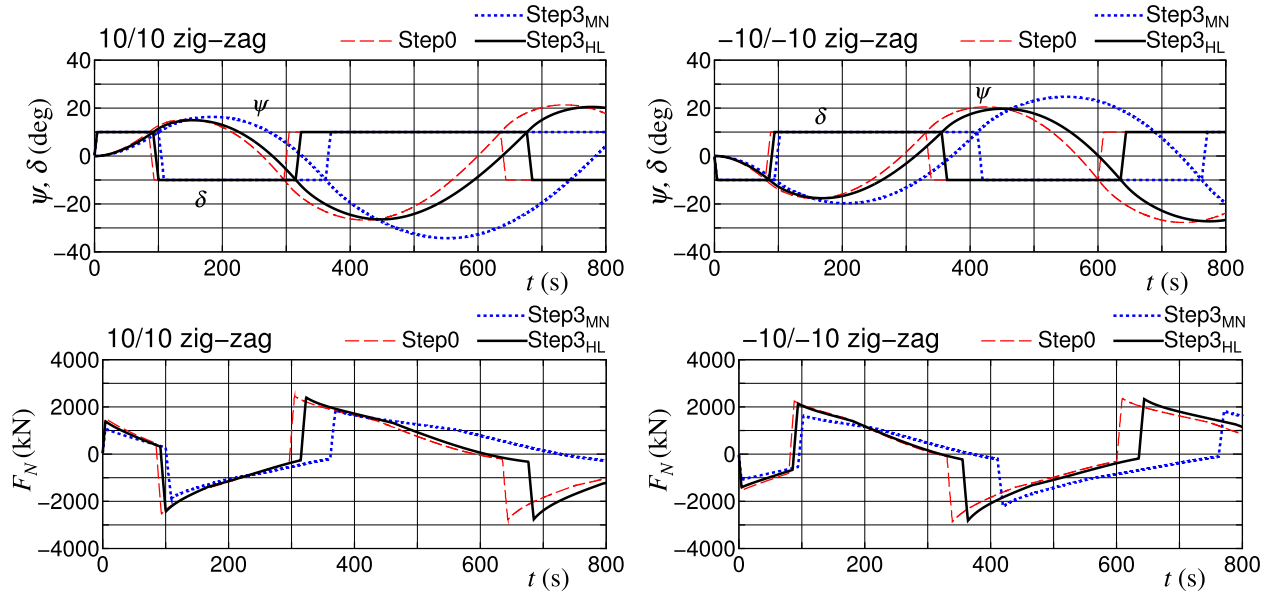 Step3MN
10/10 zig−zag
Step0
Step3HL
40
20
0
−20
−40
ψ, δ (deg)
ψ
δ
0
200
400
600
800
t (s)
Step3MN
−10/−10 zig−zag
Step0
Step3HL
40
20
0
−20
−40
ψ, δ (deg)
δ
ψ
0
200
400
600
800
t (s)
Step3MN
10/10 zig−zag
Step0
Step3HL
4000
2000
0
−2000
−4000
FN (kN)
0
200
400
600
800
t (s)
Step3MN
−10/−10 zig−zag
Step0
Step3HL
4000
2000
0
−2000
−4000
FN (kN)
0
200
400
600
800
t (s)